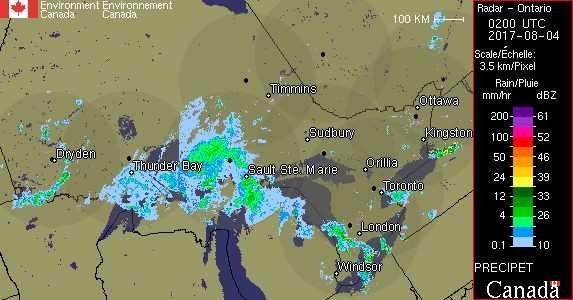 Environment Environnement
Canada Canada
100 KM
Timmins
Ottawa
Sudbury
Kingston
Dryden
Thunder Bay
Sault Ste. Marie
Orillia
Toronto
London
Windsor
Radar - Ontario
0200 UTC
2017-08-04
Scale/Échelle:
3.5 km/Pixel
Rain/Pluie
mm/hr dBZ
200 61
100 52
50 46
24 39
12 33
4 26
0.1 10
PRECIPET
Canada